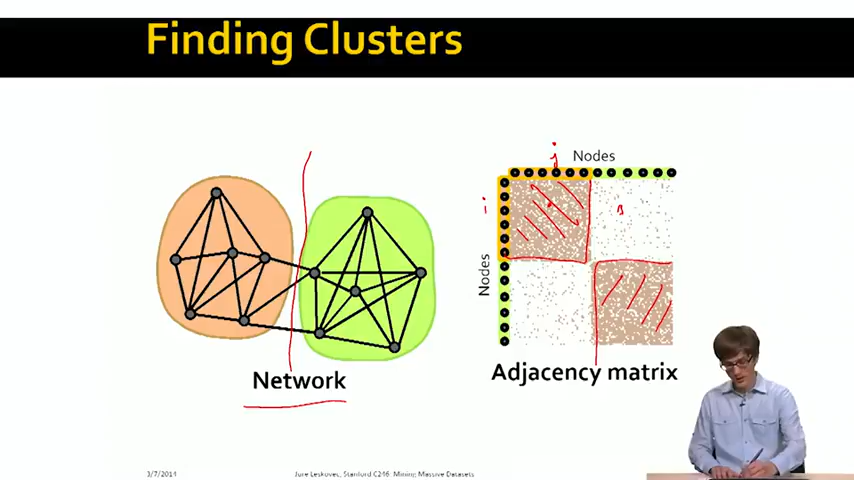 Finding Clusters
j
Nodes
i
Nodes
Network
Adjacency matrix
3/7/2014
Jure Leskovec, Stanford C246: Mining Massive Datasets